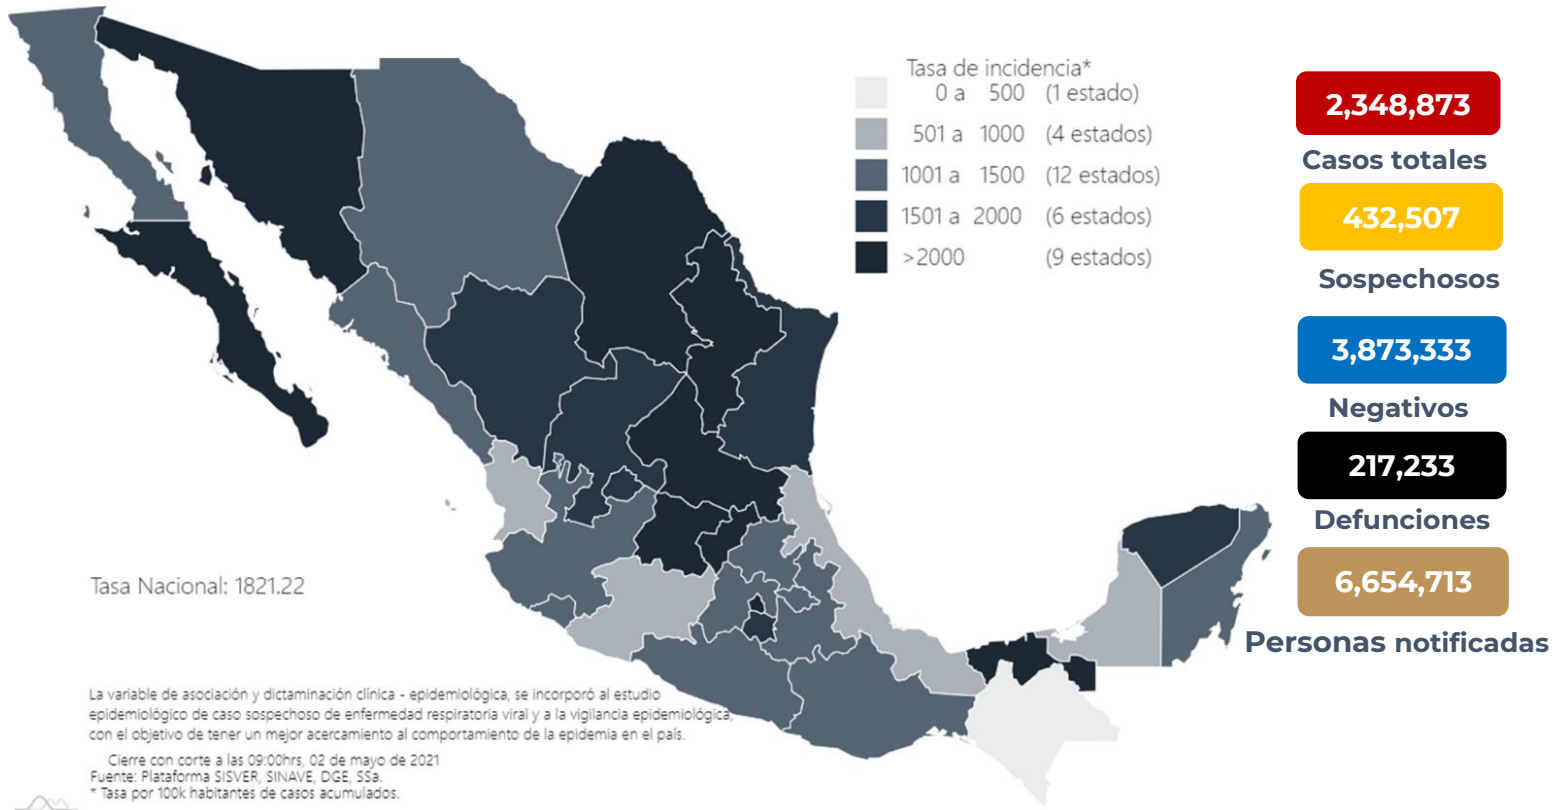 Tasa de incidencia*
0 a 500 (1 estado)
501 a 1000 (4 estados)
1001 a 1500 (12 estados)
1501 a 2000 (6 estados)
>2000 (9 estados)
2,348,873
Casos totales
432,507
Sospechosos
3,873,333
Negativos
217,233
Defunciones
6,654,713
Personas notificadas
Tasa Nacional: 1821.22
La variable de asociación y dictaminación clínica - epidemiológica, se incorporó al estudio
epidemiológico de caso sospechoso de enfermedad respiratoria viral y a la vigilancia epidemiológica,
con el objetivo de tener un mejor acercamiento al comportamiento de la epidemia en el país.
Cierre con corte a las 09:00hrs, 02 de mayo de 2021
Fuente: Plataforma SISVER, SINAVE, DGE, SSa.
* Tasa por 100k habitantes de casos acumulados.